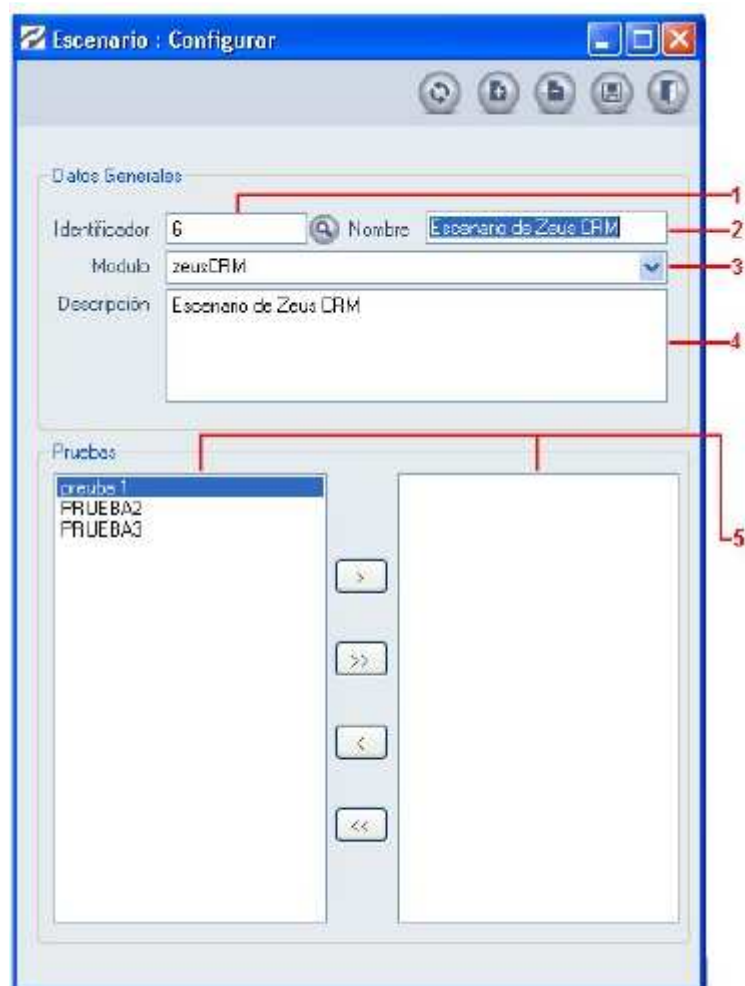 Escenario : Configurar
Datos Generales
1
Identificador 6 Nombre Escenario de Zeus CRM
2
Modulo zeusCRM
3
Descripción Escenario de Zeus CRM
4
Pruebas
preuba 1
PRUEBA2
PRUEBA3
5
>
>>
<
<<